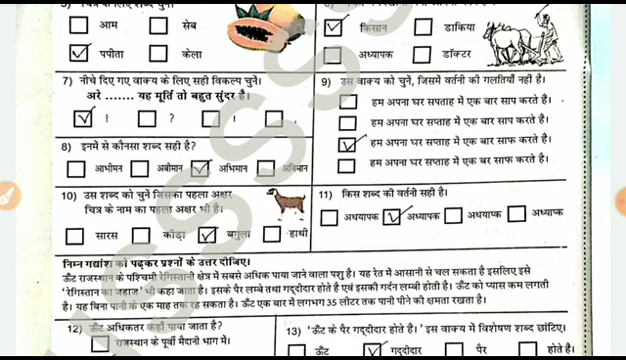 5)
आम
सेब
किसान
डाकिया
पपीता
केला
अध्यापक
डॉक्टर
7) नीचे दिए गए वाक्य के लिए सही विकल्प चुनें।
अरे ....... यह मूर्ति तो बहुत सुंदर है।
!
?
।
,
8) इनमें से कौनसा शब्द सही है?
आभीमन
अबीमान
अभिमान
9) उस वाक्य को चुनें, जिसमें वर्तनी की गलतियाँ नहीं है।
हम अपना घर सपताह में एक बार साप करते है।
हम अपना घर सप्ताह में एक बार साप करते है।
हम अपना घर सप्ताह में एक बार साफ करते है।
हम अपना घर सप्ताह में एक बर साफ करते है।
10) उस शब्द को चुनें जिसका पहला अक्षर
चित्र के नाम का पहला अक्षर भी है।
सारस
कीड़ा
बगुला
हाथी
11) किस शब्द की वर्तनी सही है।
अधयापक
अध्यापक
अधयाप्क
अध्याप्क
निम्न गद्यांश को पढ़कर प्रश्नों के उत्तर दीजिए।
ऊँट राजस्थान के पश्चिमी रेगिस्तानी क्षेत्र में सबसे अधिक पाया जाने वाला पशु है। यह रेत में आसानी से चल सकता है इसलिए इसे
'रेगिस्तान का जहाज' भी कहा जाता है। इसके पैर लम्बे तथा गद्‌दीदार होते है एवं इसकी गर्दन लम्बी होती है। ऊँट को प्यास कम लगती
है। यह बिना पानी के एक माह तक रह सकता है। ऊँट एक बार में लगभग 35 लीटर तक पानी पीने की क्षमता रखता है।
12) ऊँट अधिकतर कहाँ पाया जाता है?
राजस्थान के पूर्वी मैदानी भाग में।
13) 'ऊँट के पैर गद्‌दीदार होते है।' इस वाक्य में विशेषण शब्द छांटिए।
ऊँट
गद्‌दीदार
पैर
होते है।